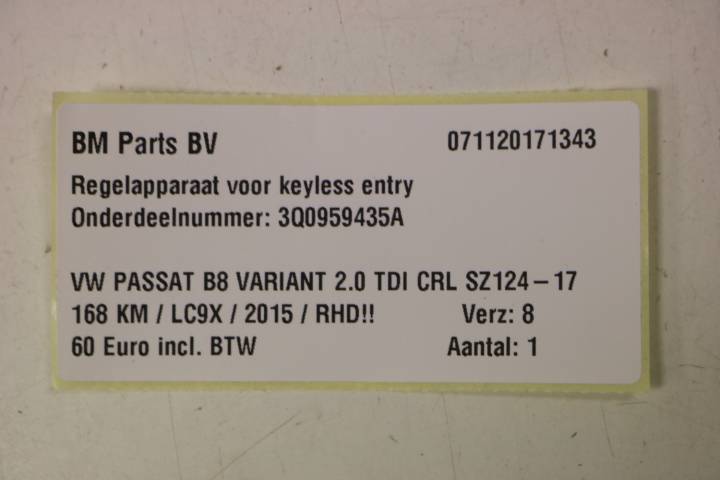 BM Parts BV 071120171343
Regelapparaat voor keyless entry
Onderdeelnummer: 3Q0959435A
VW PASSAT B8 VARIANT 2.0 TDI CRL SZ124-17
168 KM / LC9X / 2015 / RHD!! Verz: 8
60 Euro incl. BTW Aantal: 1